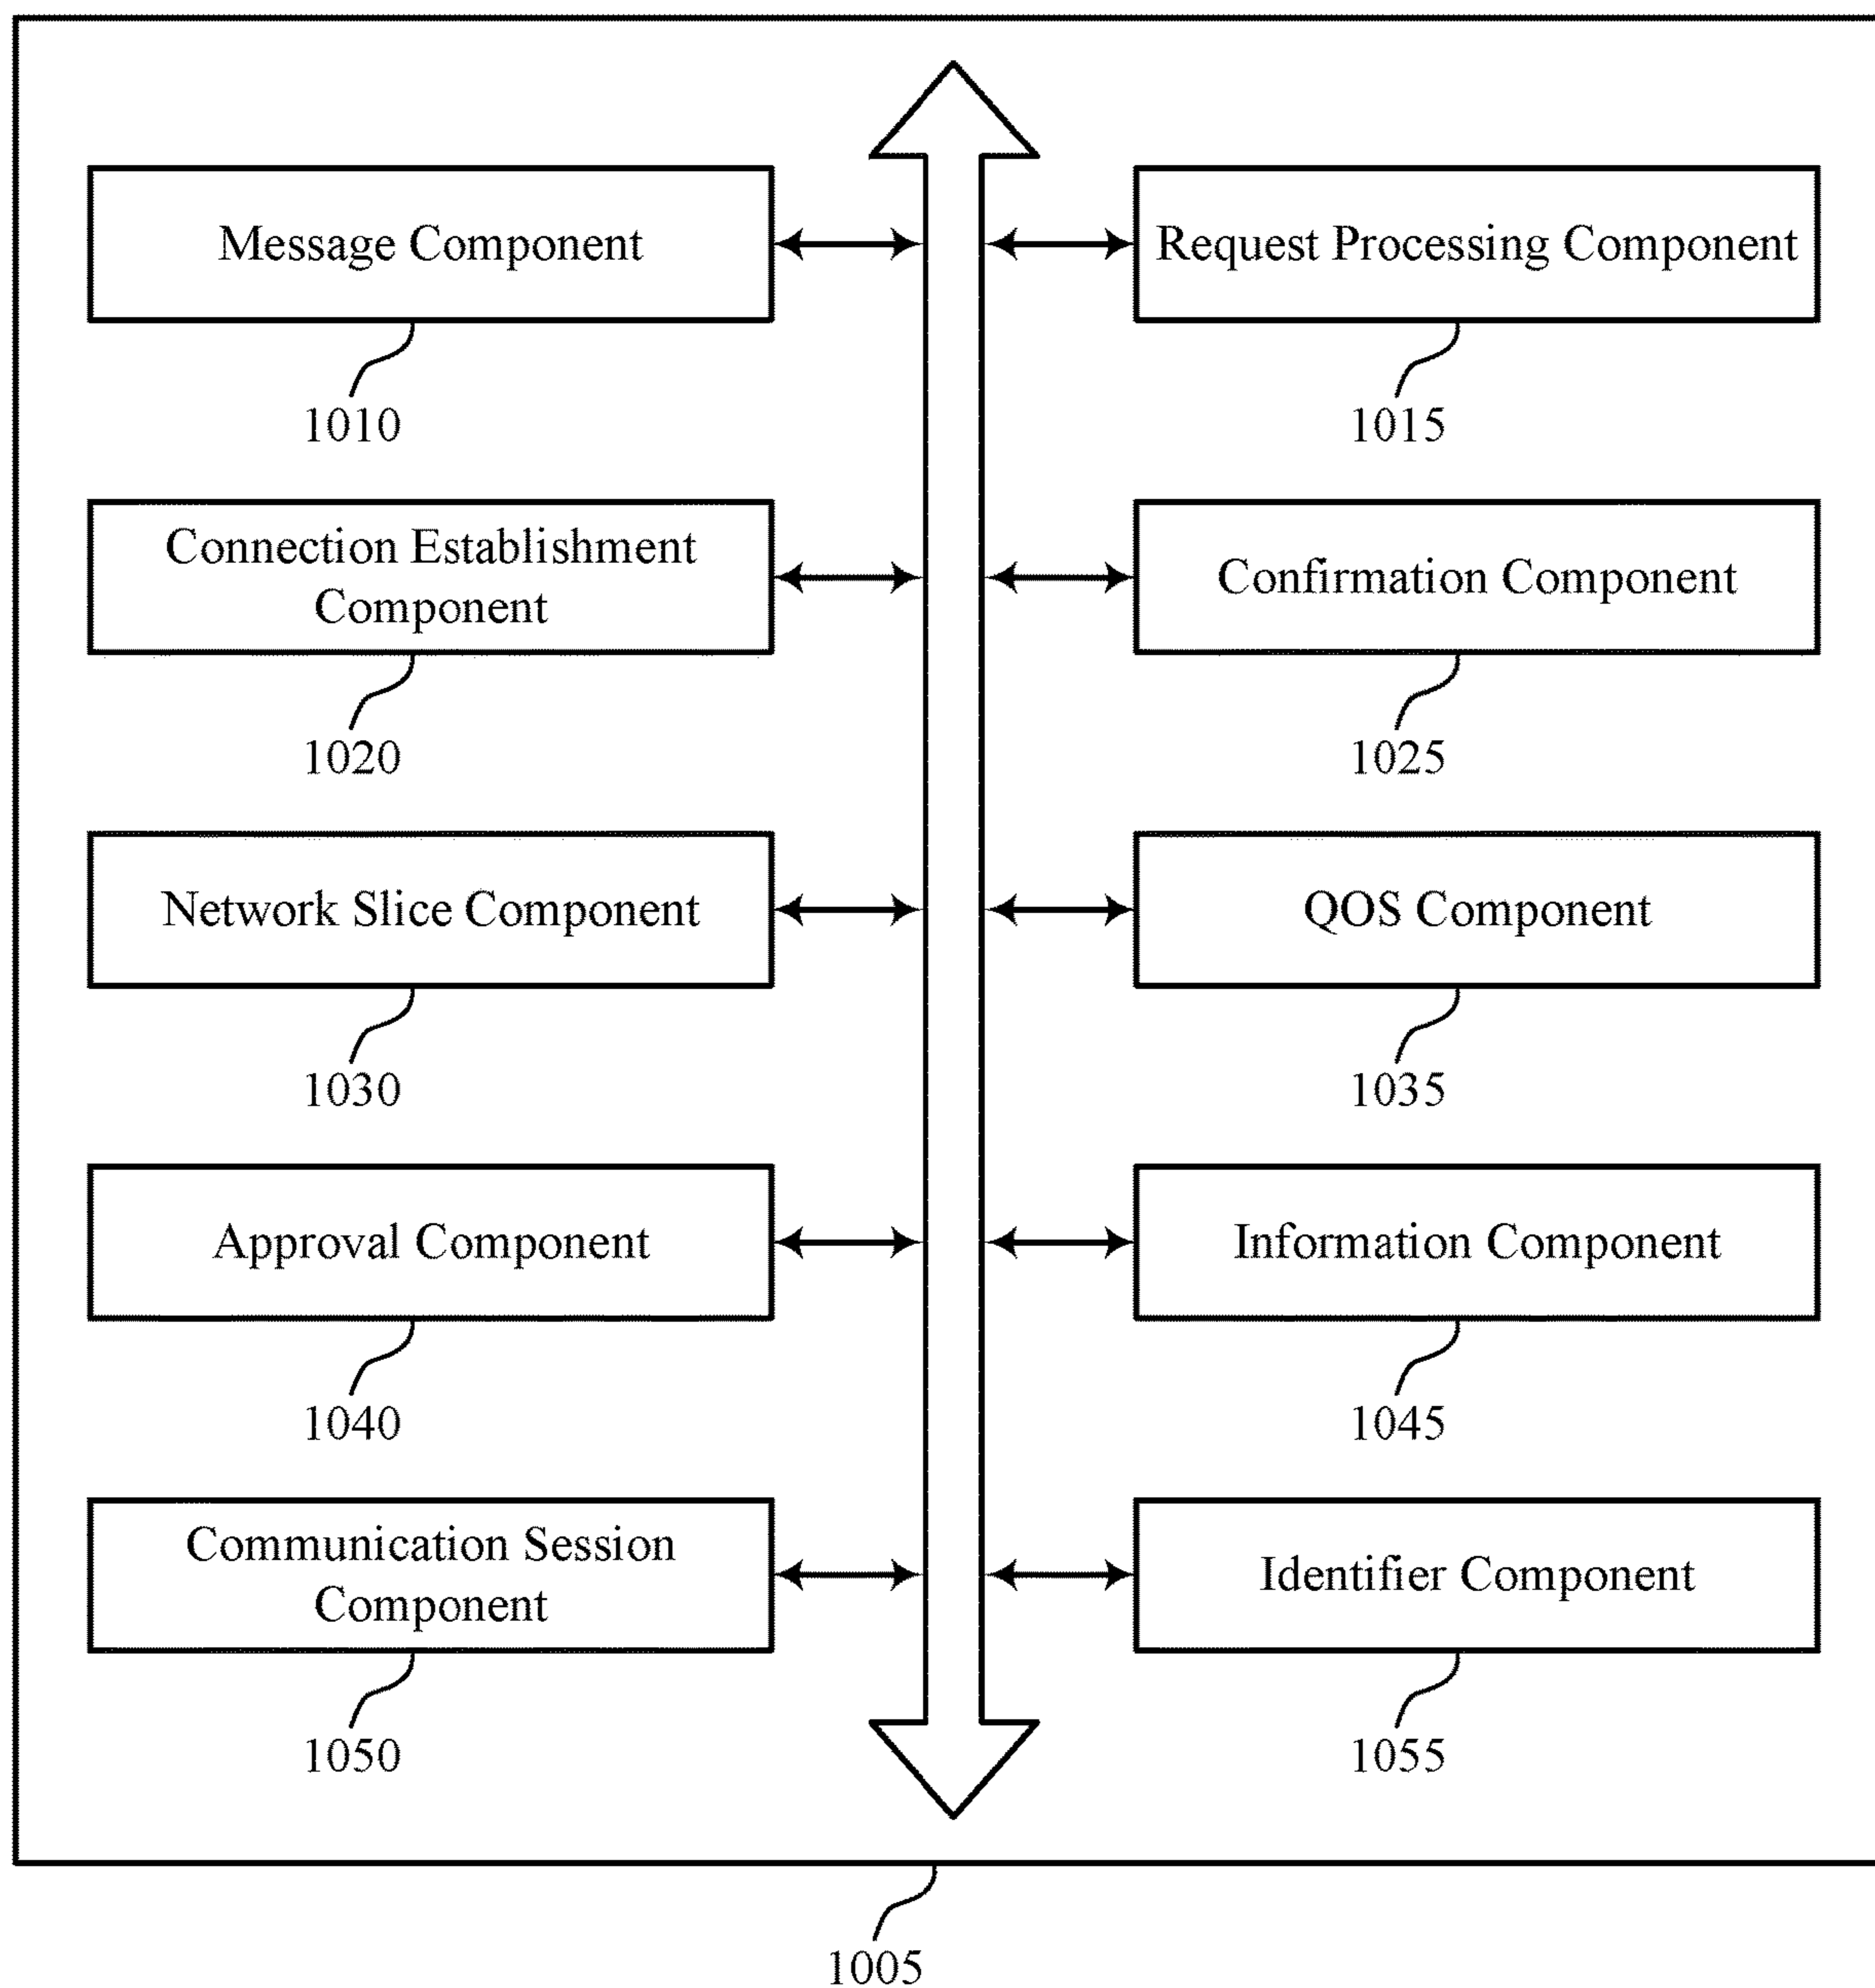 Message Component
Request Processing Component
1010
1015
Connection Establishment
Component
Confirmation Component
1020
1025
Network Slice Component
QOS Component
1030
1035
Approval Component
Information Component
1040
1045
Communication Session
Component
Identifier Component
1050
1055
1005